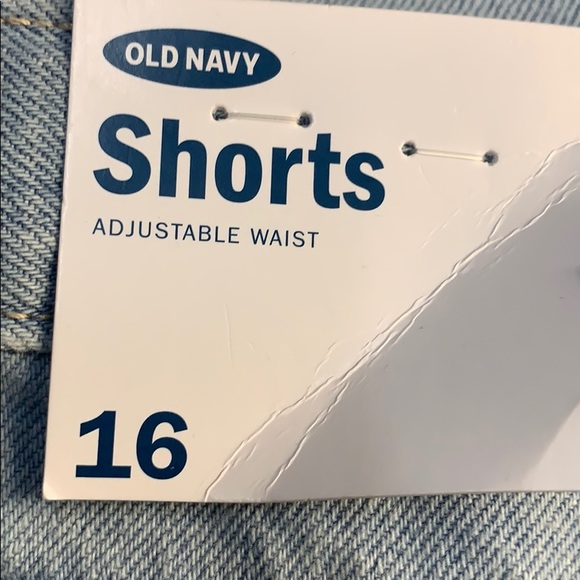 OLD NAVY
Shorts
ADJUSTABLE WAIST
16